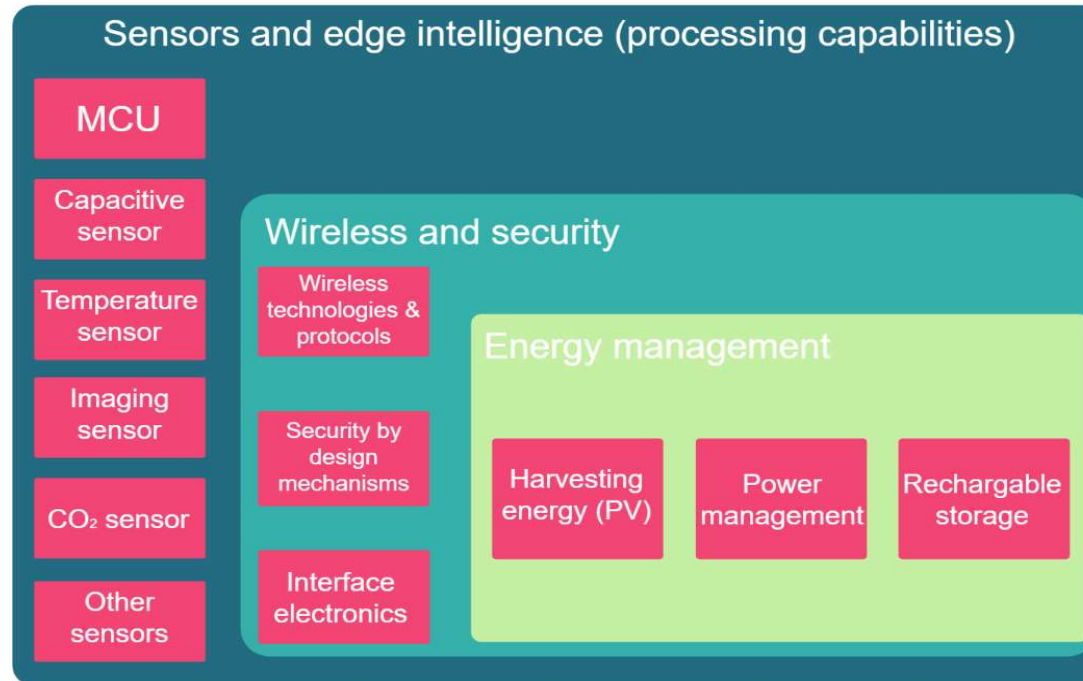 Sensors and edge intelligence (processing capabilities)
MCU
Capacitive
sensor
Temperature
sensor
Imaging
sensor
CO₂ sensor
Other
sensors
Wireless and security
Wireless
technologies &
protocols
Security by
design
mechanisms
Interface
electronics
Energy management
Harvesting
energy (PV)
Power
management
Rechargable
storage